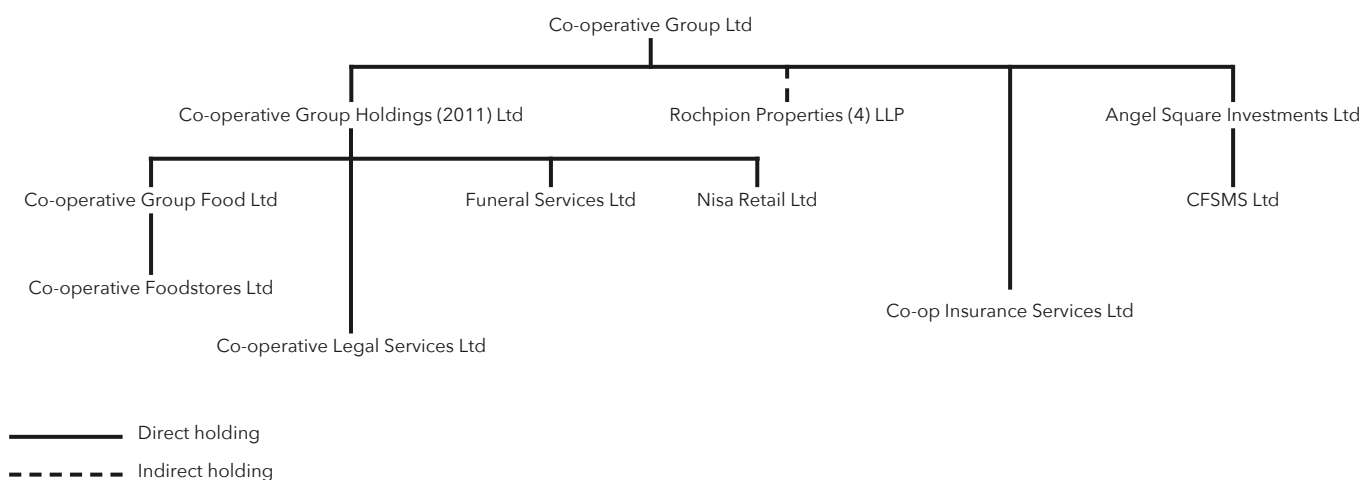 Co-operative Group Ltd
Co-operative Group Holdings (2011) Ltd
Rochpion Properties (4) LLP
Angel Square Investments Ltd
Co-operative Group Food Ltd
Funeral Services Ltd
Nisa Retail Ltd
CFSMS Ltd
Co-operative Foodstores Ltd
Co-op Insurance Services Ltd
Co-operative Legal Services Ltd
Direct holding
Indirect holding